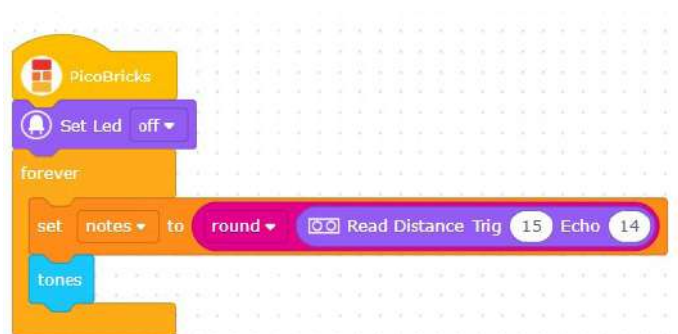 PicoBricks
Set Led off
forever
set notes to round Read Distance Trig 15 Echo 14
tones